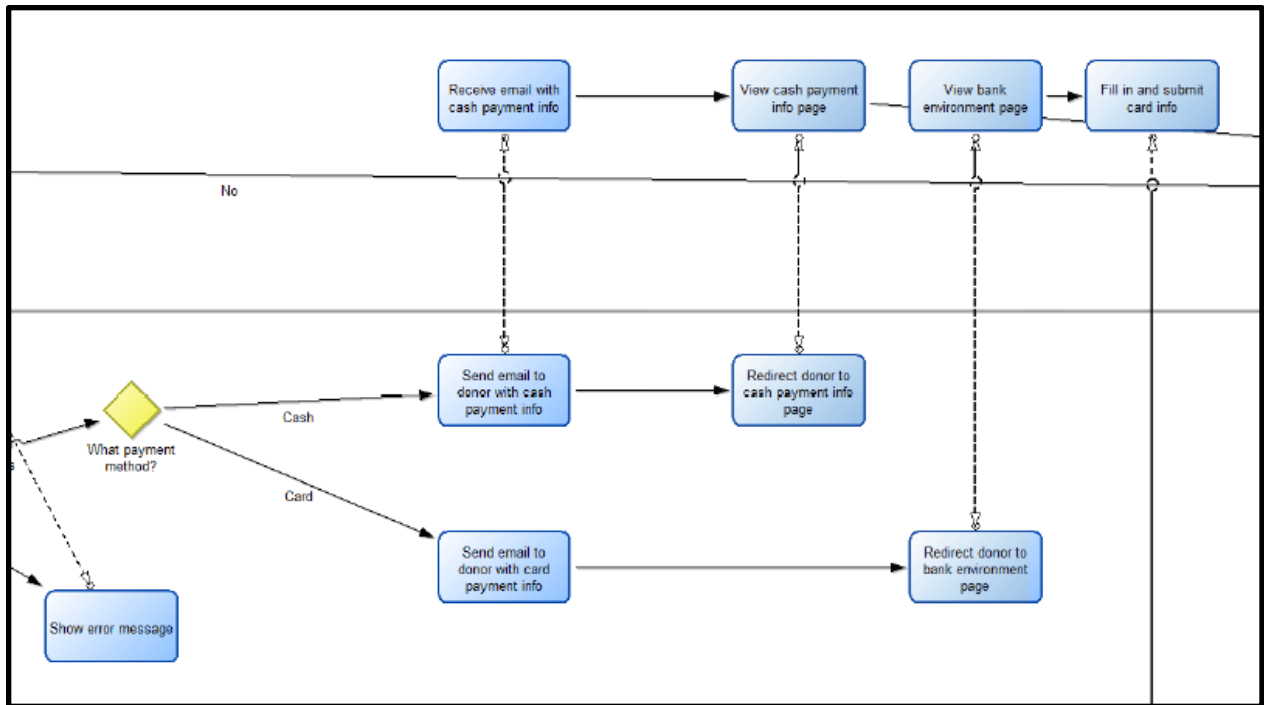 Receive email with
cash payment info
View cash payment
info page
View bank
environment page
Fill in and submit
card info
No
Send email to
donor with cash
payment info
Redirect donor to
cash payment info
page
Cash
What payment
method?
Card
Send email to
donor with card
payment info
Redirect donor to
bank environment
page
Show error message